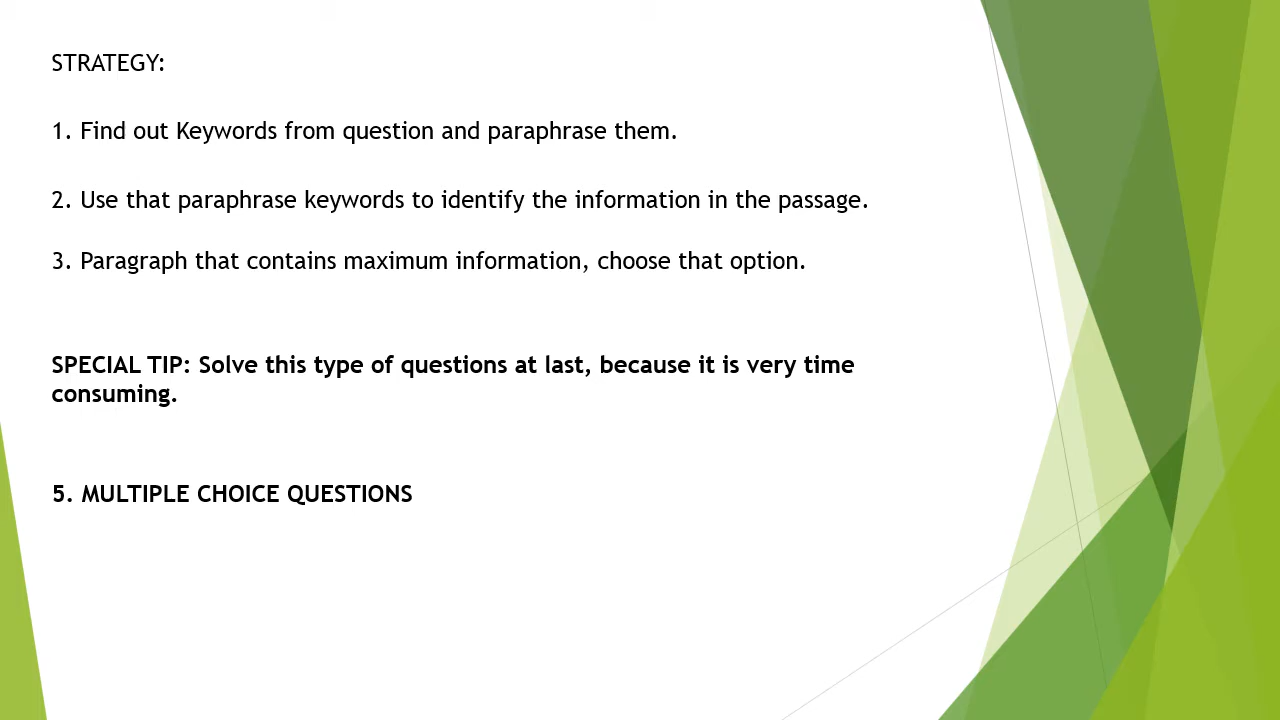 STRATEGY:
1. Find out Keywords from question and paraphrase them.
2. Use that paraphrase keywords to identify the information in the passage.
3. Paragraph that contains maximum information, choose that option.
SPECIAL TIP: Solve this type of questions at last, because it is very time
consuming.
5. MULTIPLE CHOICE QUESTIONS